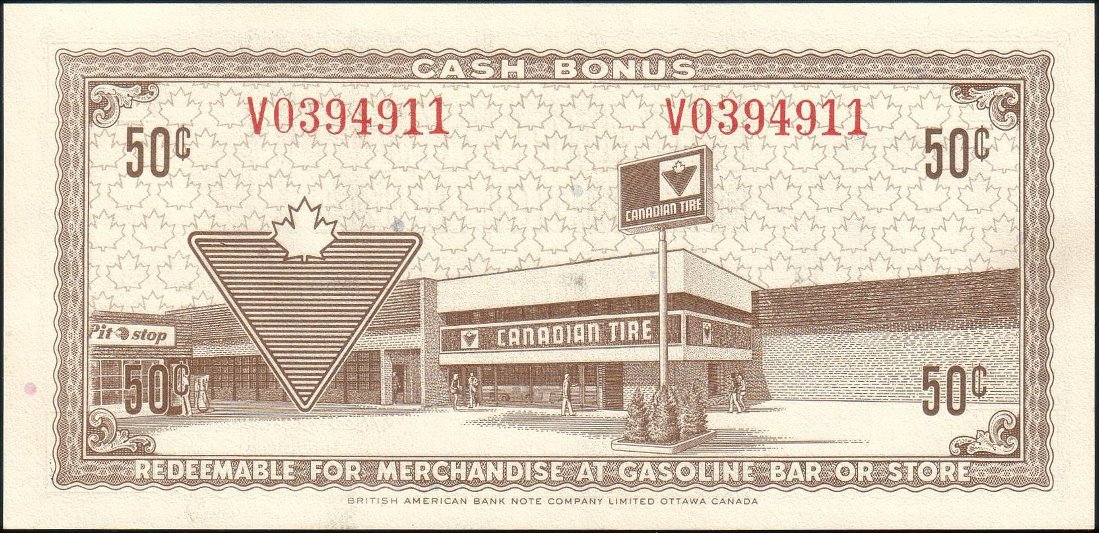 CASH BONUS
V0394911 V0394911
50¢ 50¢
CANADIAN TIRE
CANADIAN TIRE
Pit stop
50¢ 50¢
REDEEMABLE FOR MERCHANDISE AT GASOLINE BAR OR STORE
BRITISH AMERICAN BANK NOTE COMPANY LIMITED OTTAWA CANADA